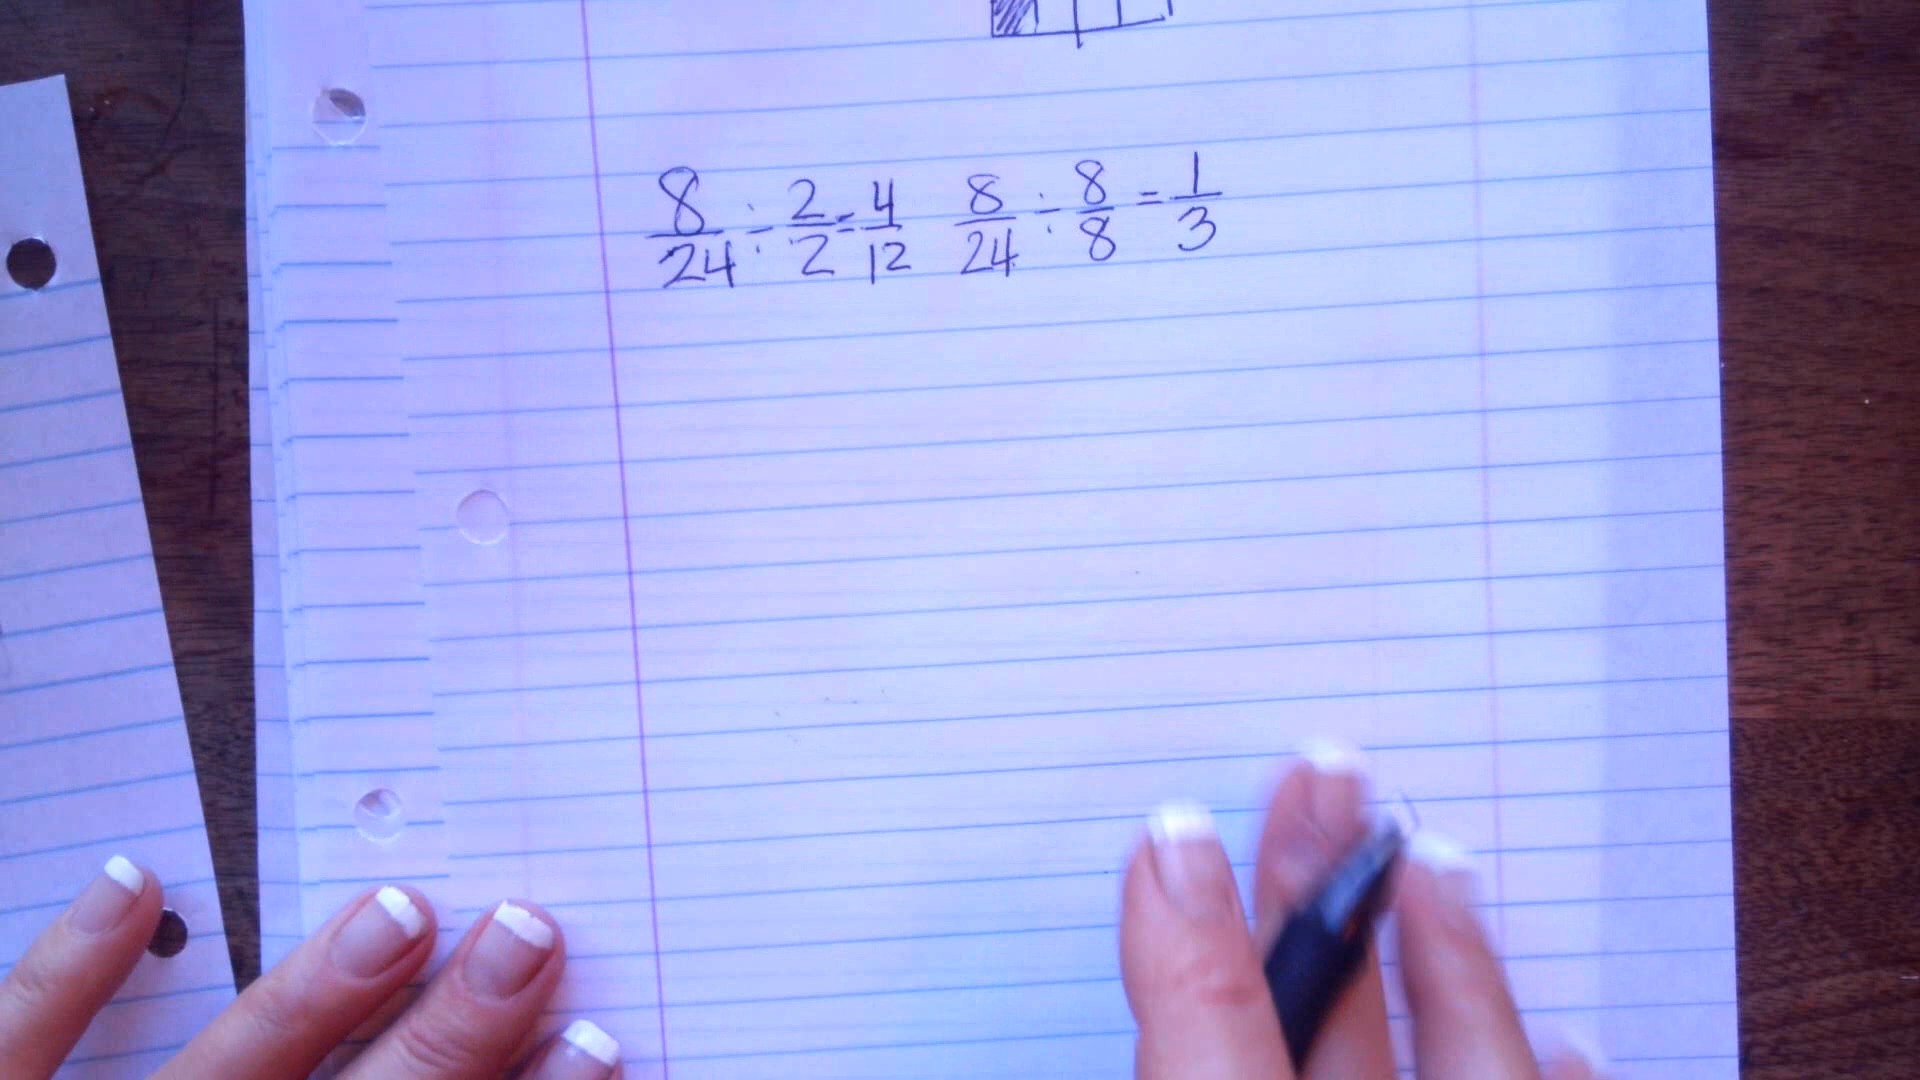 8/24 ÷ 2/2 = 4/12 8/24 ÷ 8/8 = 1/3